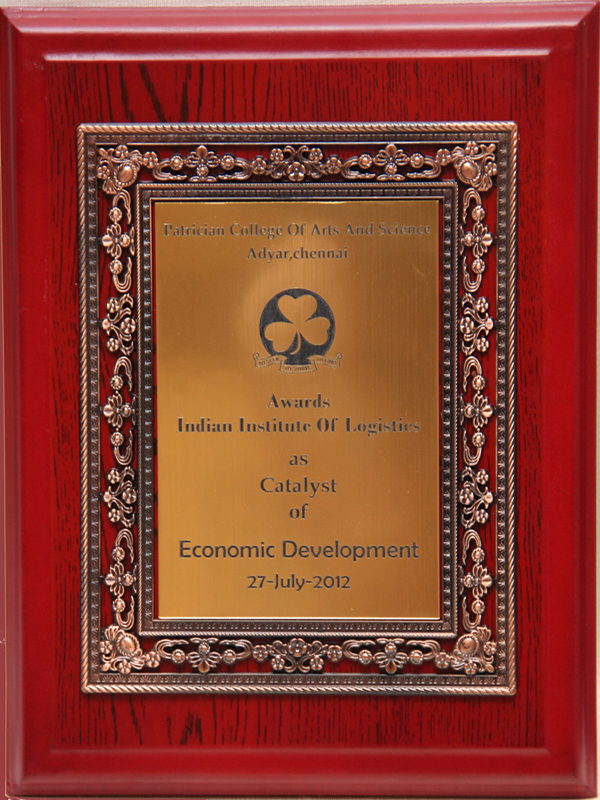 Patrician College Of Arts And Science
Adyar,chennai
Awards
Indian Institute Of Logistics
as
Catalyst
of
Economic Development
27-July-2012